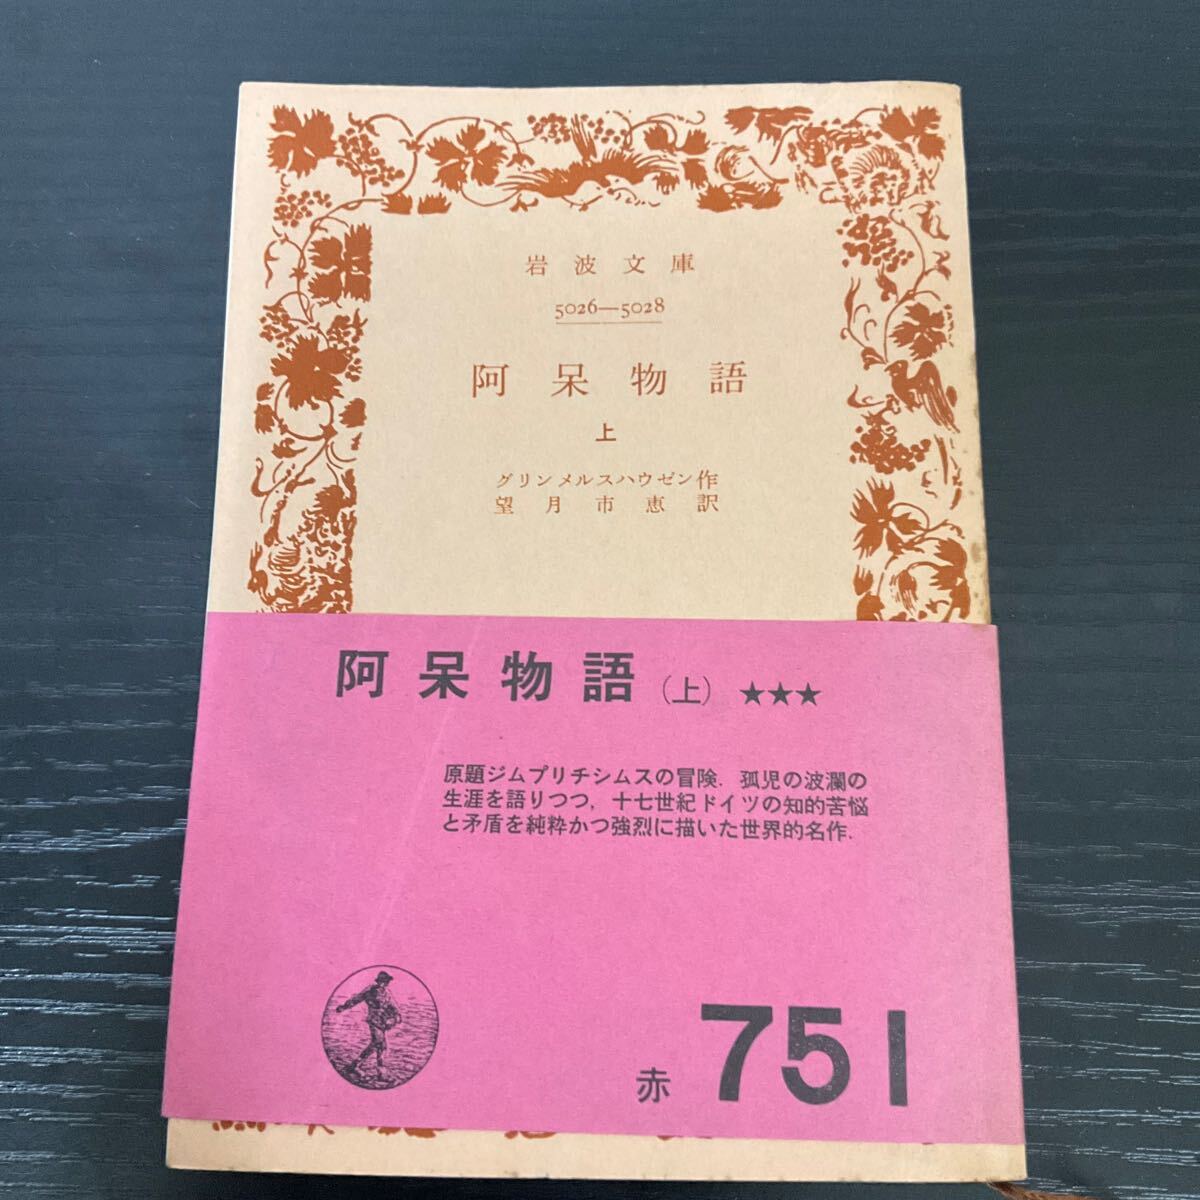 岩波文庫
5026—5028
阿呆物語
上
グリンメルスハウゼン作
望月市恵訳
阿呆物語(上) ★★★
原題ジムプリチシムスの冒険．孤児の波瀾の
生涯を語りつつ，十七世紀ドイツの知的苦悩
と矛盾を純粋かつ強烈に描いた世界的名作．
赤 751